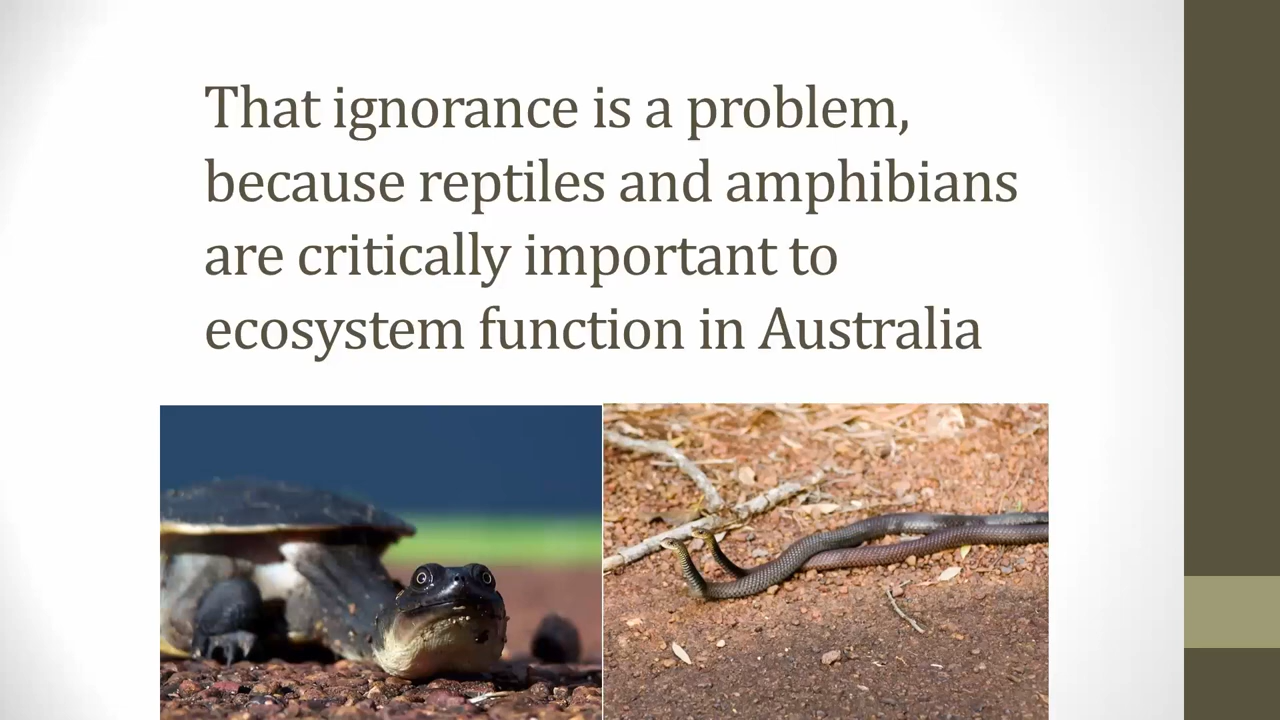 That ignorance is a problem,
because reptiles and amphibians
are critically important to
ecosystem function in Australia